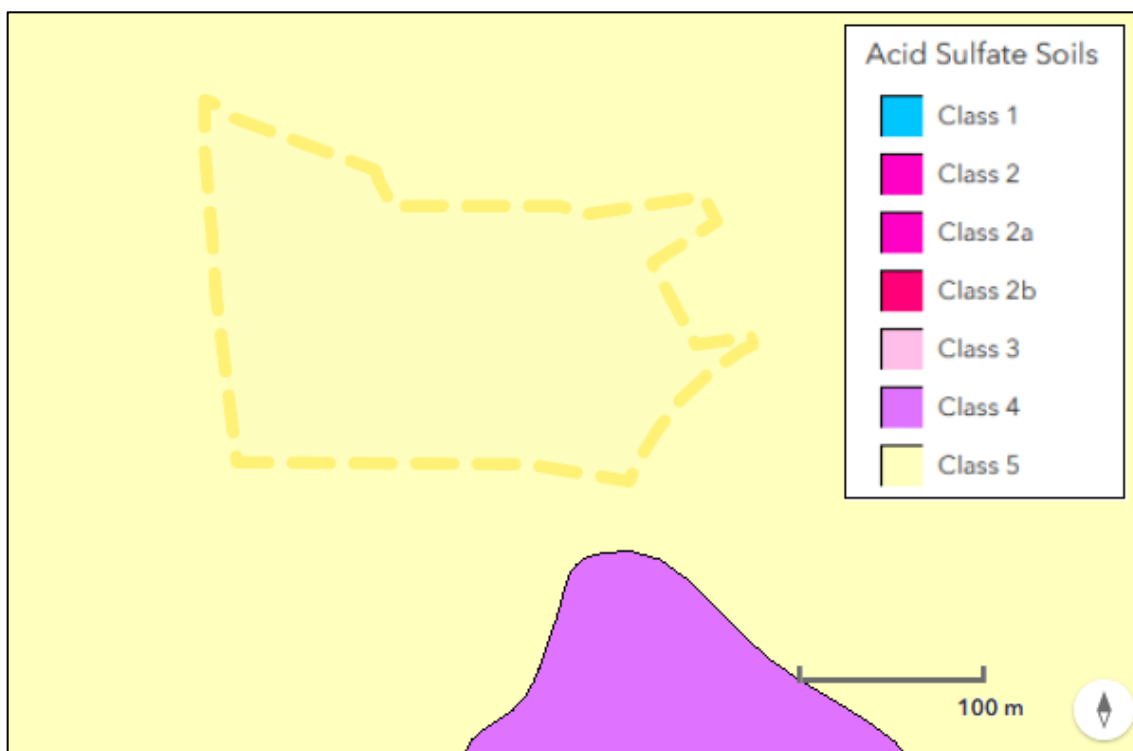 Acid Sulfate Soils
Class 1
Class 2
Class 2a
Class 2b
Class 3
Class 4
Class 5
100 m